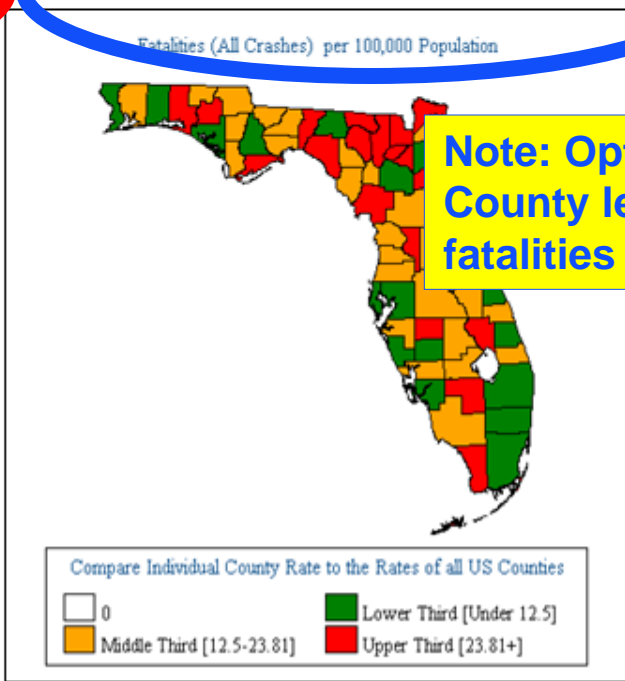 Fatalities (All Crashes) per 100,000 Population
Note: Opt
County le
fatalities
Compare Individual County Rate to the Rates of all US Counties
0
Lower Third [Under 12.5]
Middle Third [12.5-23.81]
Upper Third [23.81+]